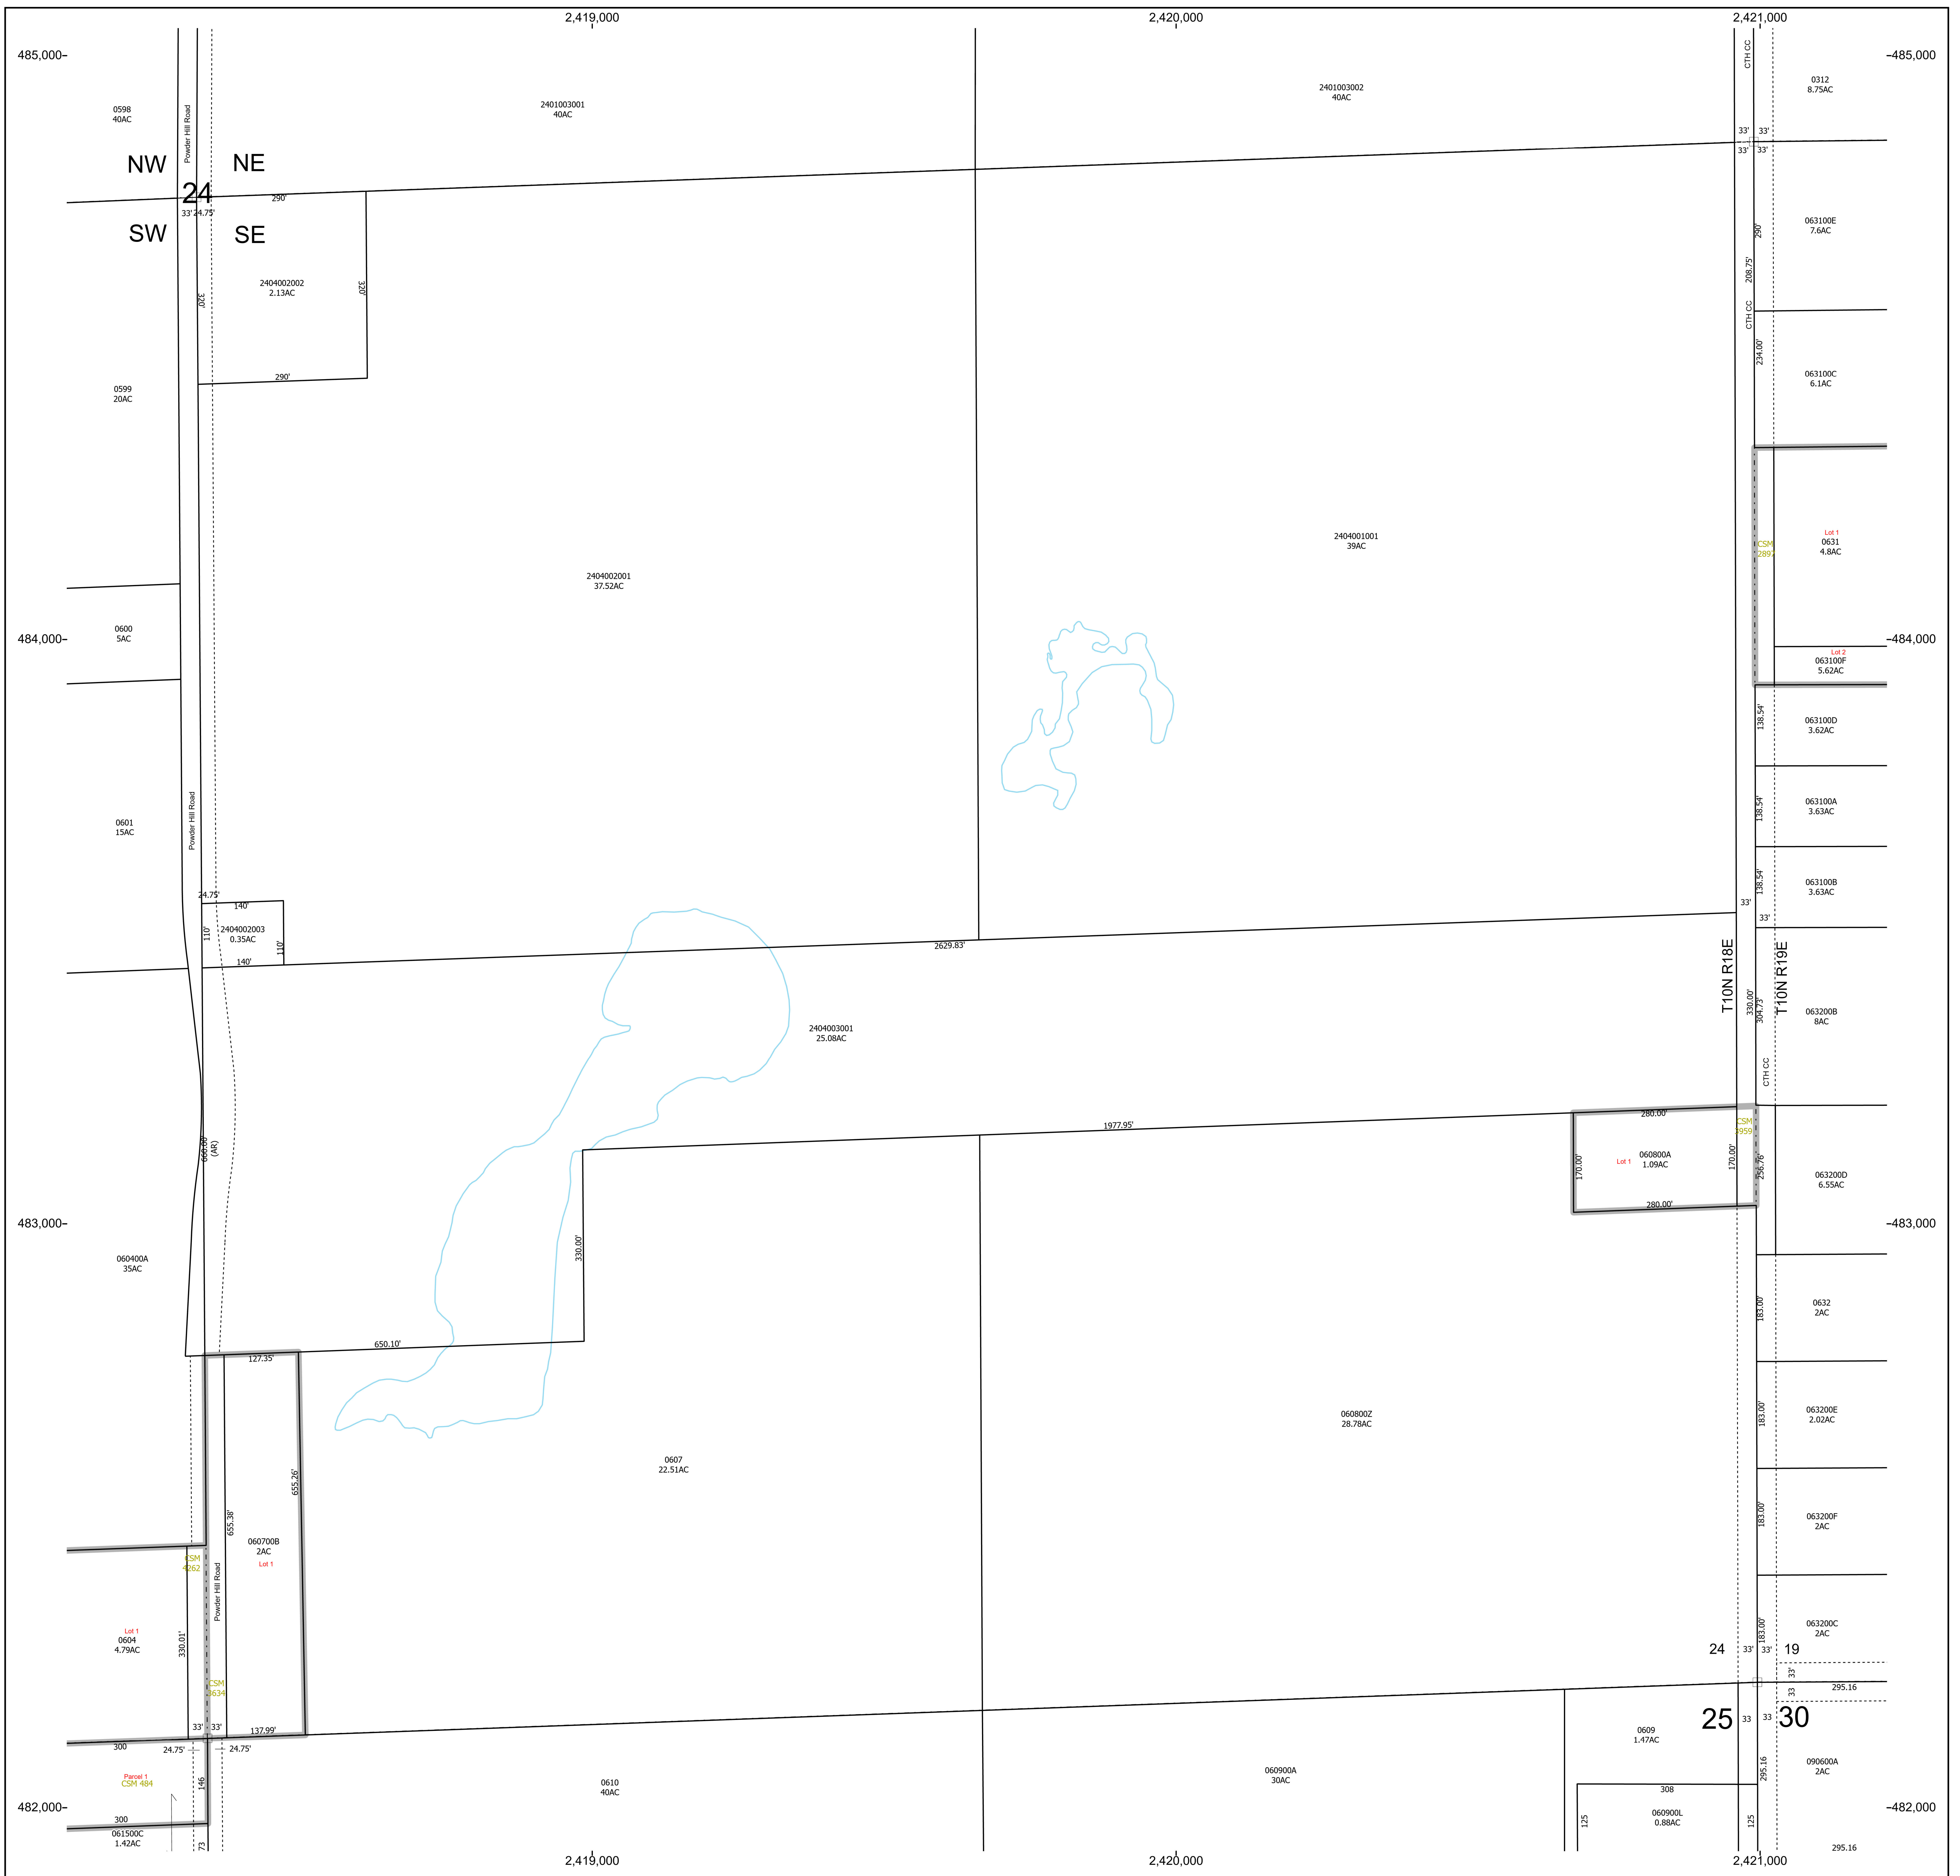 2,419,000
2,420,000
2,421,000
485,000-
-485,000
CTH CC
0312
8.75AC
2401003002
40AC
2401003001
40AC
0598
40AC
Powder Hill Road
33' 33'
33' 33'
NW NE
24
290'
33' 24.75'
SW SE
063100E
7.6AC
290'
208.75'
2404002002
2.13AC
320'
320'
CTH CC
234.00'
290'
063100C
6.1AC
0599
20AC
Lot 1
0631
4.8AC
2404001001
39AC
CSM
2897
2404002001
37.52AC
0600
5AC
484,000-
-484,000
Lot 2
063100F
5.62AC
138.54'
063100D
3.62AC
138.54'
063100A
3.63AC
Powder Hill Road
0601
15AC
138.54'
063100B
3.63AC
24.75'
140'
33'
33'
2404002003
0.35AC
110'
110'
2629.83'
140'
T10N R18E
T10N R19E
330.00'
304.73'
063200B
8AC
2404003001
25.08AC
CTH CC
280.00'
1977.95'
CSM
3959
660.00'
(AR)
170.00'
Lot 1
060800A
1.09AC
170.00'
256.76'
063200D
6.55AC
280.00'
483,000-
-483,000
330.00'
060400A
35AC
0632
2AC
183.00'
650.10'
127.35'
060800Z
28.78AC
183.00'
063200E
2.02AC
0607
22.51AC
655.26'
655.38'
183.00'
063200F
2AC
060700B
2AC
Lot 1
CSM
4262
Powder Hill Road
Lot 1
0604
4.79AC
330.01'
183.00'
063200C
2AC
24 33' 33' 19
33'
CSM
3634
295.16
33
33' 33'
137.99'
25 33 33 30
300
24.75' 24.75'
0609
1.47AC
Parcel 1
CSM 484
146
0610
40AC
060900A
30AC
295.16
090600A
2AC
308
482,000-
-482,000
300
061500C
1.42AC
73
125
060900L
0.88AC
125
295.16
2,419,000
2,420,000
2,421,000